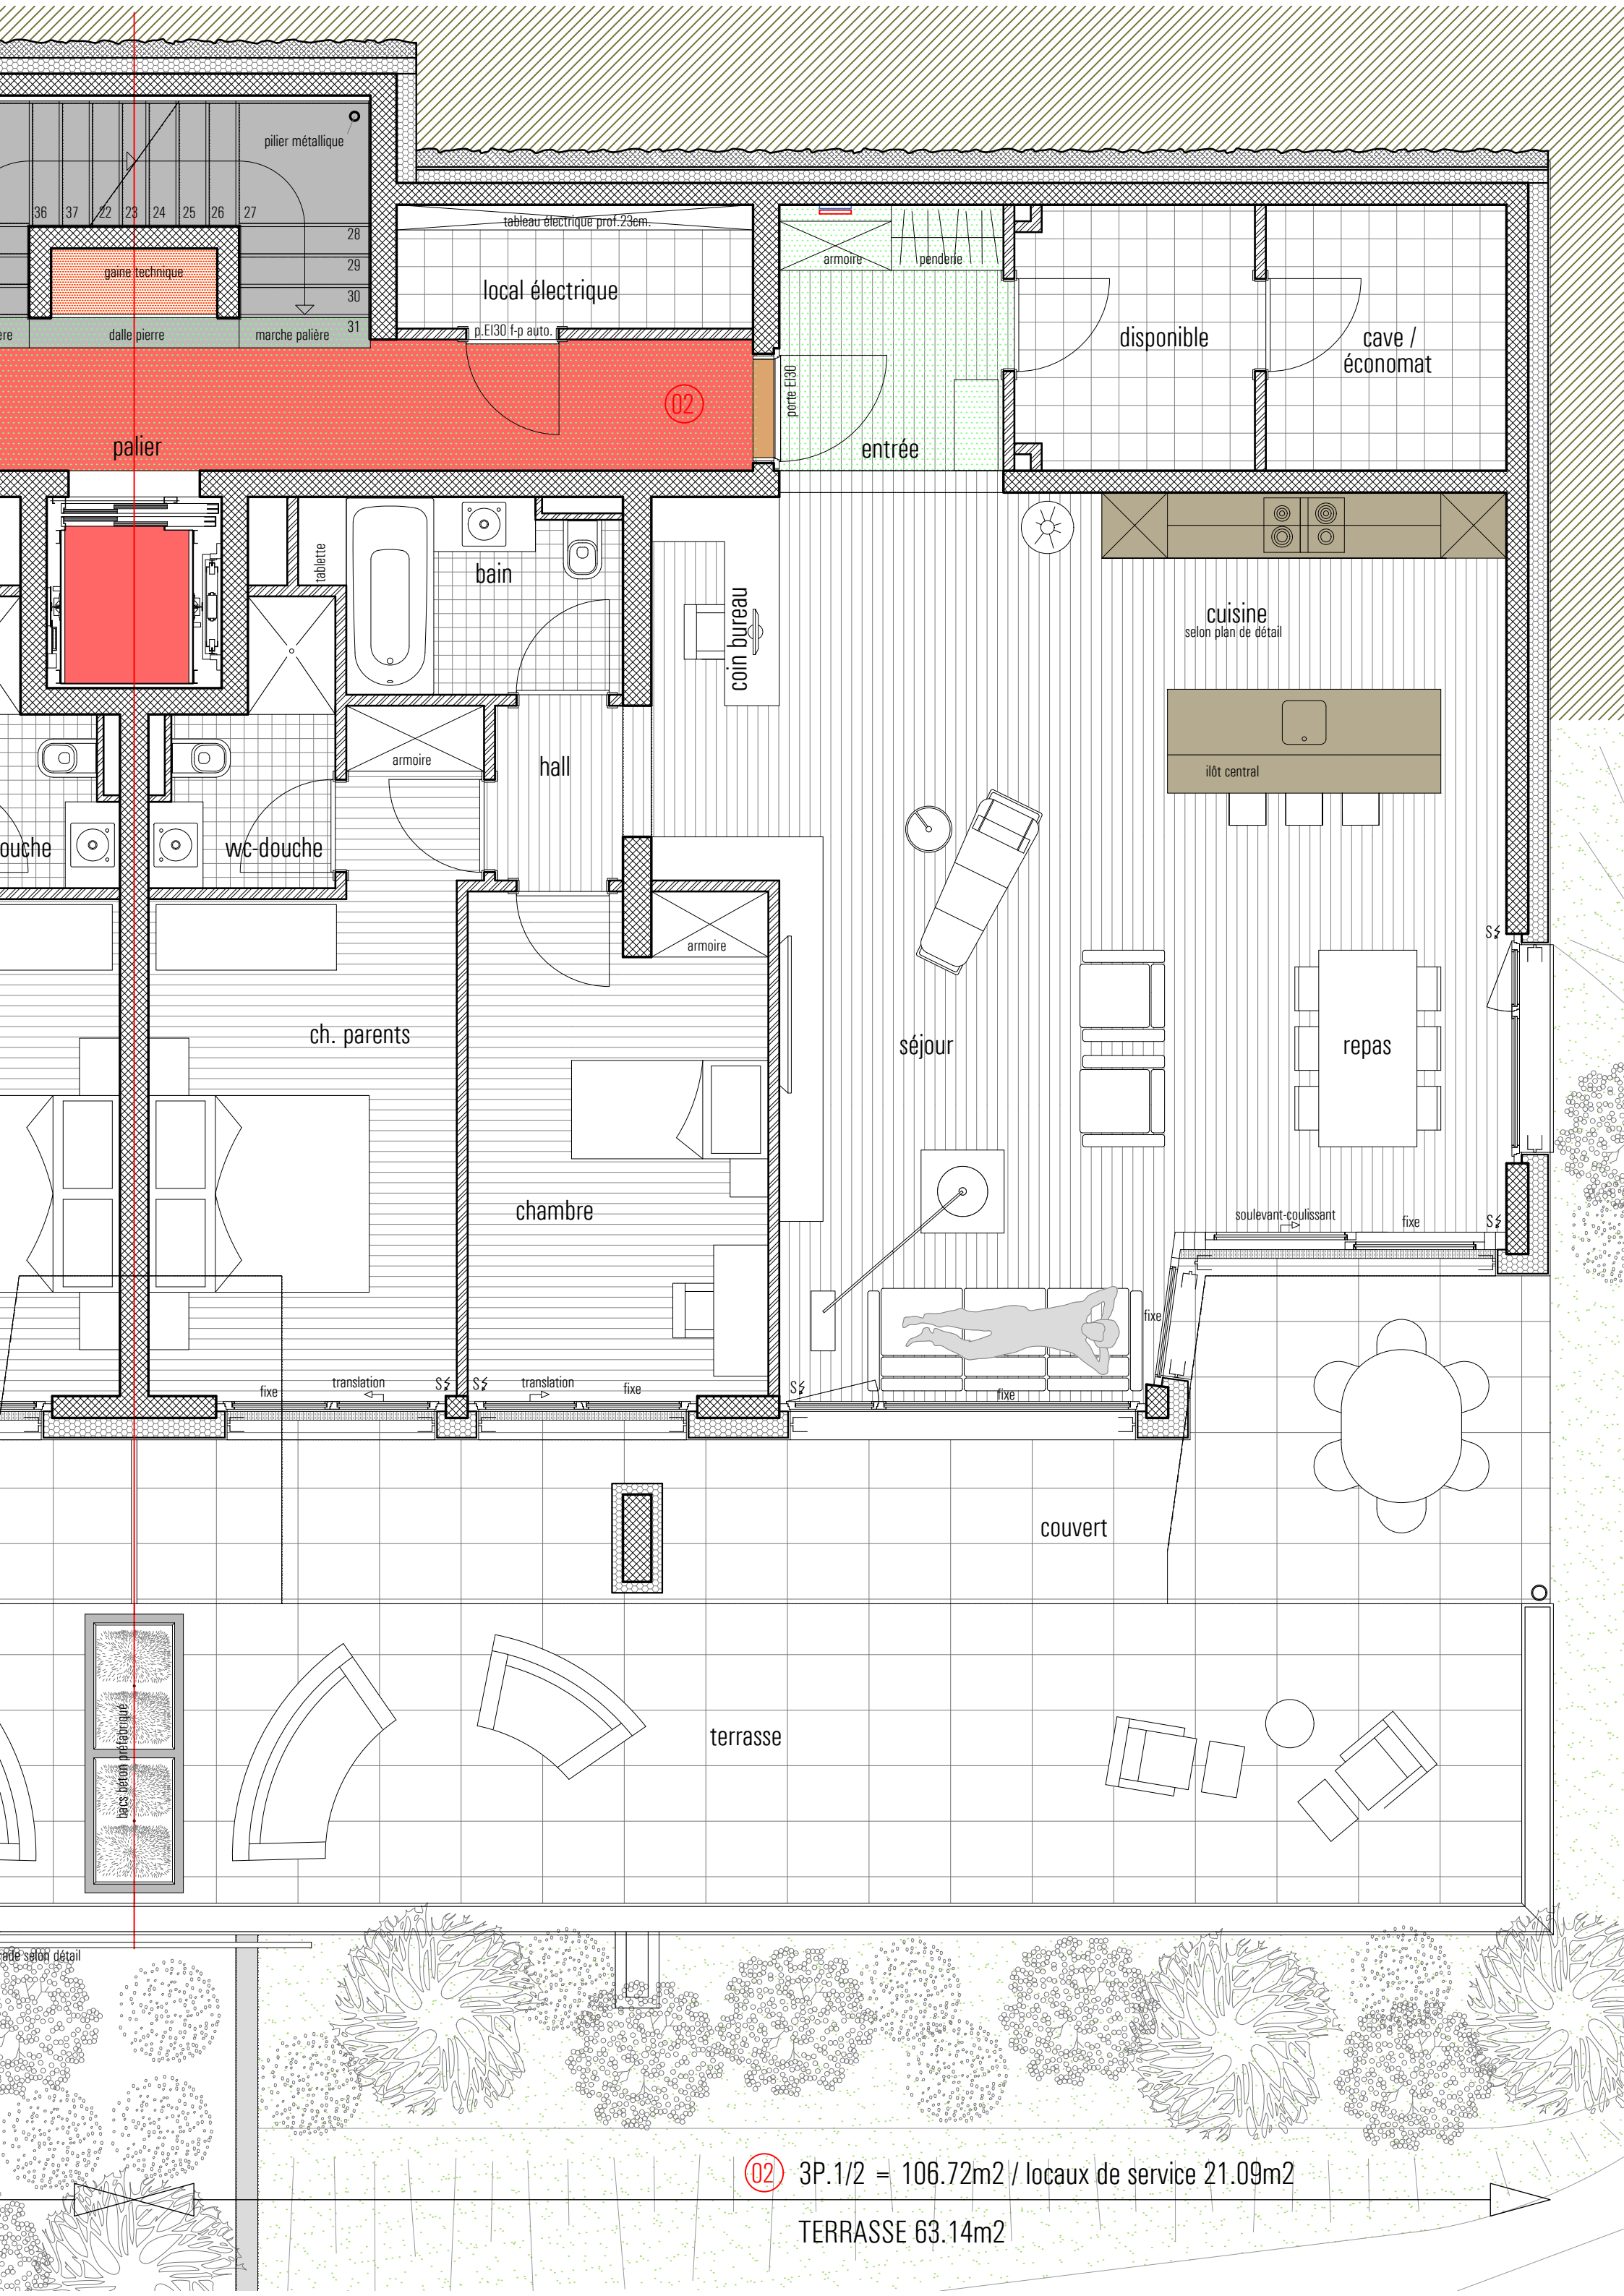 pilier métallique
36 37 22 23 24 25 26 27
28
29
30
31
gaine technique
dalle pierre
marche palière
tableau électrique prof.23cm.
local électrique
p.EI30 f-p auto.
armoire
penderie
disponible
cave /
économat
porte EI30
02
entrée
palier
tablette
bain
coin bureau
cuisine
selon plan de détail
ilôt central
armoire
hall
ouche
wc-douche
armoire
S
ch. parents
séjour
repas
chambre
soulevant-coulissant
fixe
S
fixe
fixe
translation
S
S
translation
fixe
S
fixe
couvert
terrasse
bacs béton préfabriqué
ade selon détail
02 3P.1/2 = 106.72m2 / locaux de service 21.09m2
TERRASSE 63.14m2